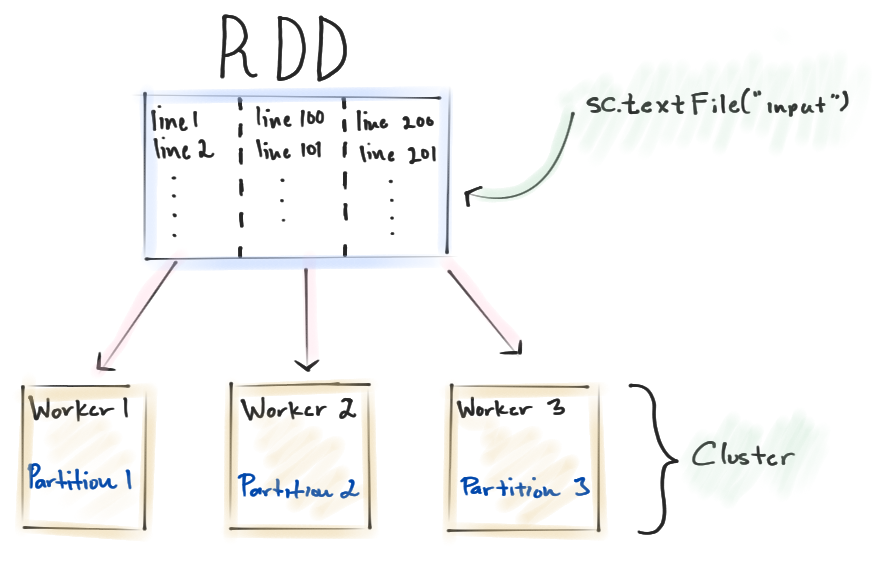 RDD
sc.textFile("input")
line 1
line 2
line 100
line 101
line 200
line 201
Worker 1
Partition 1
Worker 2
Partition 2
Worker 3
Partition 3
Cluster